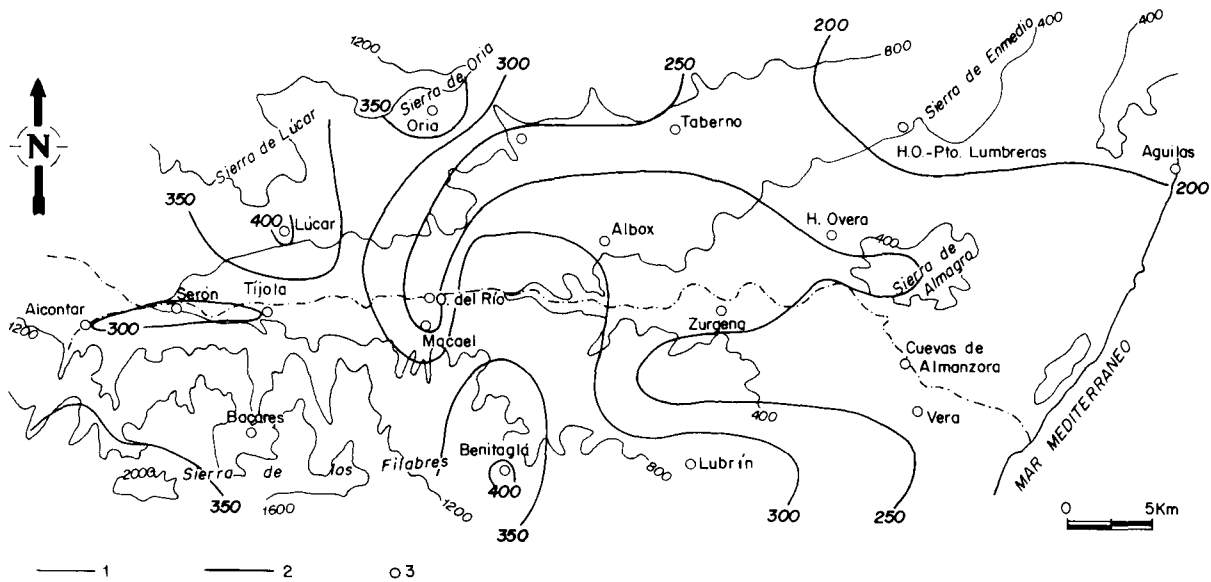 1200
Sierra de Oria
300
250
200
800
Sierra de Enmedio
400
400
350
Oria
Taberno
N
Sierra de Lúcar
H.O.-Pto. Lumbreras
Aguilas
200
350
400
Lúcar
Albox
H. Overa
400
Sierra de Almagra
Serón
Tíjola
O. del Río
Aicontar
300
1200
Macael
Zurgena
Cuevas de Almanzora
400
Vera
Bacares
Benitaglá
Lubrín
MAR MEDITERRANEO
2000
Sierra de los Filabres
800
400
350
1600
1200
350
300
250
0 5Km
1 2 3